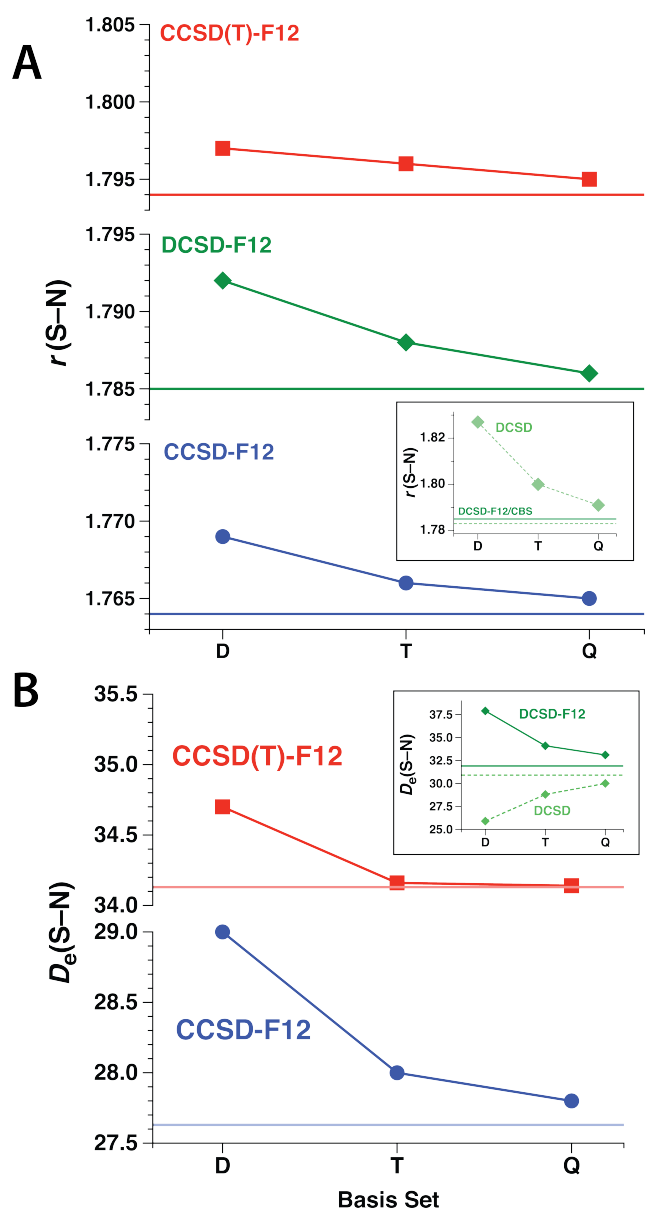 A
1.805
CCSD(T)-F12
1.800
1.795
1.795
DCSD-F12
1.790
1.785
r (S–N)
1.775
CCSD-F12
1.770
1.765
D T Q
1.82
DCSD
1.80
r (S–N)
DCSD-F12/CBS
1.78
D T Q
B
35.5
CCSD(T)-F12
35.0
34.5
34.0
De(S–N)
29.0
28.5
CCSD-F12
28.0
27.5
D T Q
Basis Set
37.5
DCSD-F12
35.0
32.5
De(S–N)
30.0
DCSD
27.5
25.0
D T Q